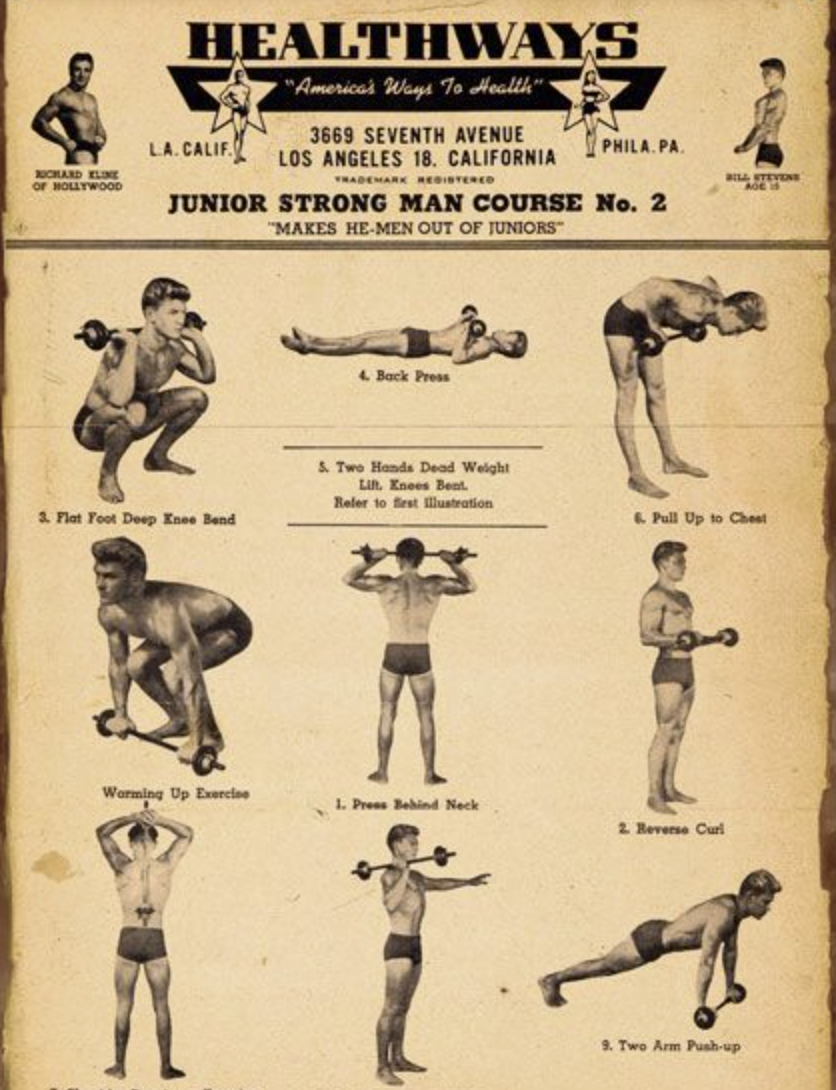 HEALTHWAYS
"America's Ways To Health"
L.A. CALIF.
3669 SEVENTH AVENUE
LOS ANGELES 18, CALIFORNIA
PHILA. PA.
TRADEMARK REGISTERED
RICHARD KLINE
OF HOLLYWOOD
BILL STEVENS
AGE 15
JUNIOR STRONG MAN COURSE No. 2
"MAKES HE-MEN OUT OF JUNIORS"
3. Flat Foot Deep Knee Bend
4. Back Press
5. Two Hands Dead Weight
Lift. Knees Bent.
Refer to first illustration
6. Pull Up to Chest
Warming Up Exercise
1. Press Behind Neck
2. Reverse Curl
9. Two Arm Push-up